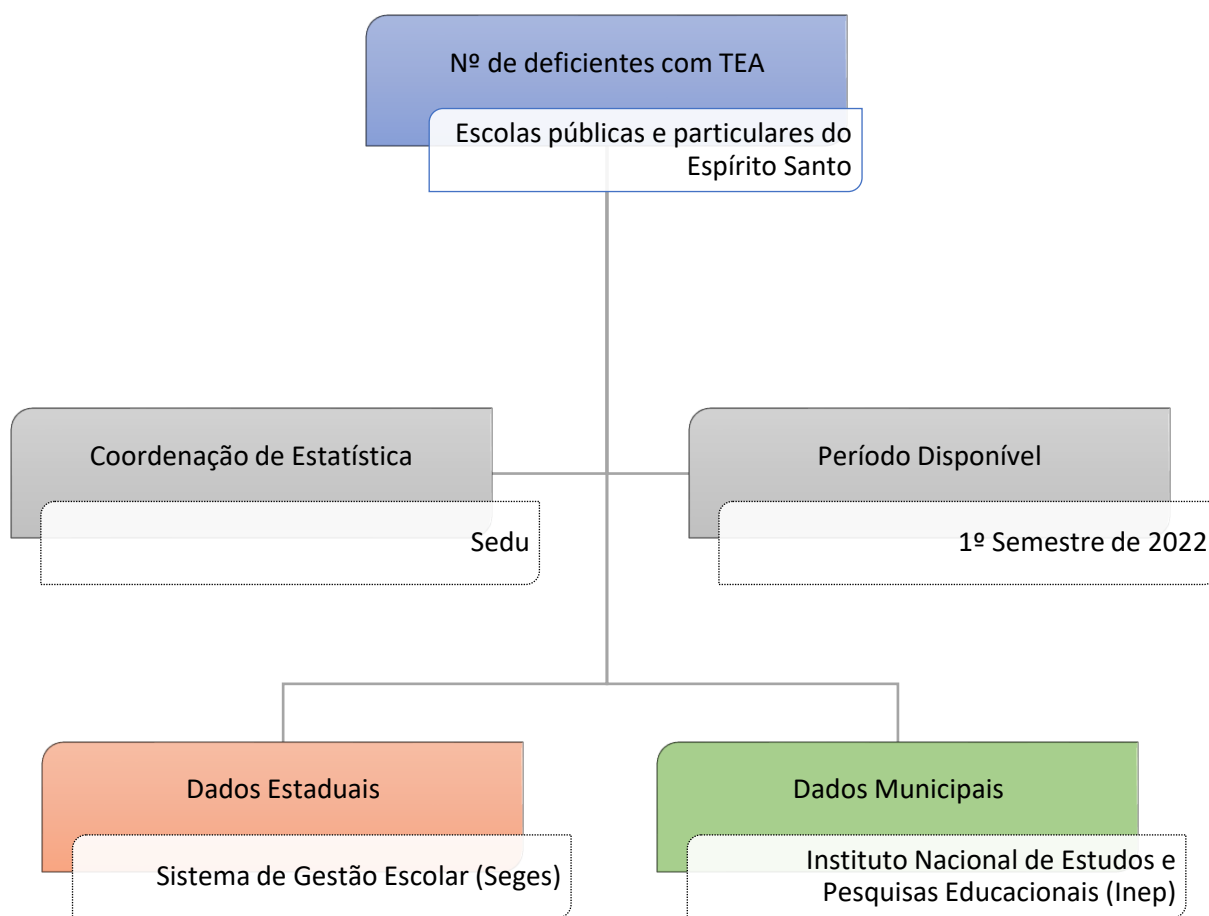 Nº de deficientes com TEA
Escolas públicas e particulares do
Espírito Santo
Coordenação de Estatística
Sedu
Período Disponível
1º Semestre de 2022
Dados Estaduais
Sistema de Gestão Escolar (Seges)
Dados Municipais
Instituto Nacional de Estudos e
Pesquisas Educacionais (Inep)